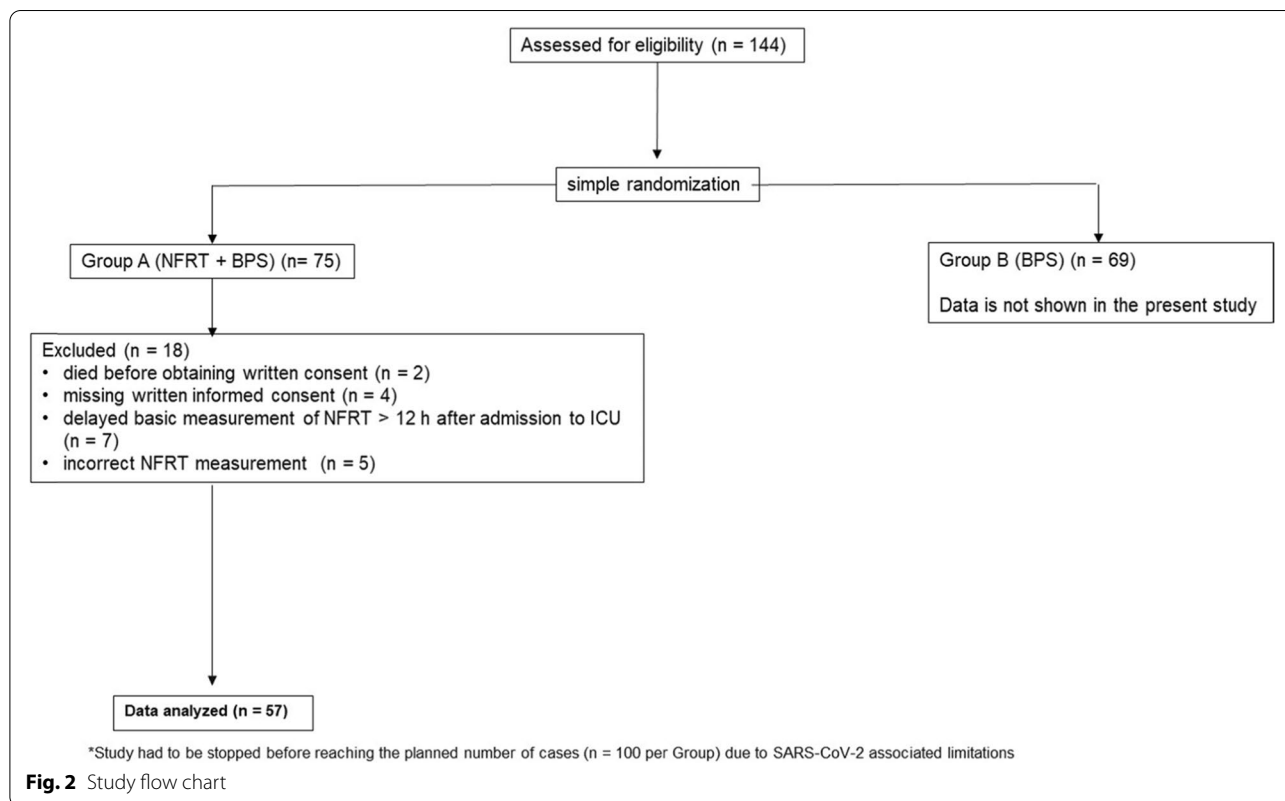 Assessed for eligibility (n = 144)
simple randomization
Group A (NFRT + BPS) (n= 75)
Group B (BPS) (n = 69)
Data is not shown in the present study
Excluded (n = 18)
• died before obtaining written consent (n = 2)
• missing written informed consent (n = 4)
• delayed basic measurement of NFRT > 12 h after admission to ICU
(n = 7)
• incorrect NFRT measurement (n = 5)
Data analyzed (n = 57)
*Study had to be stopped before reaching the planned number of cases (n = 100 per Group) due to SARS-CoV-2 associated limitations
Fig. 2 Study flow chart